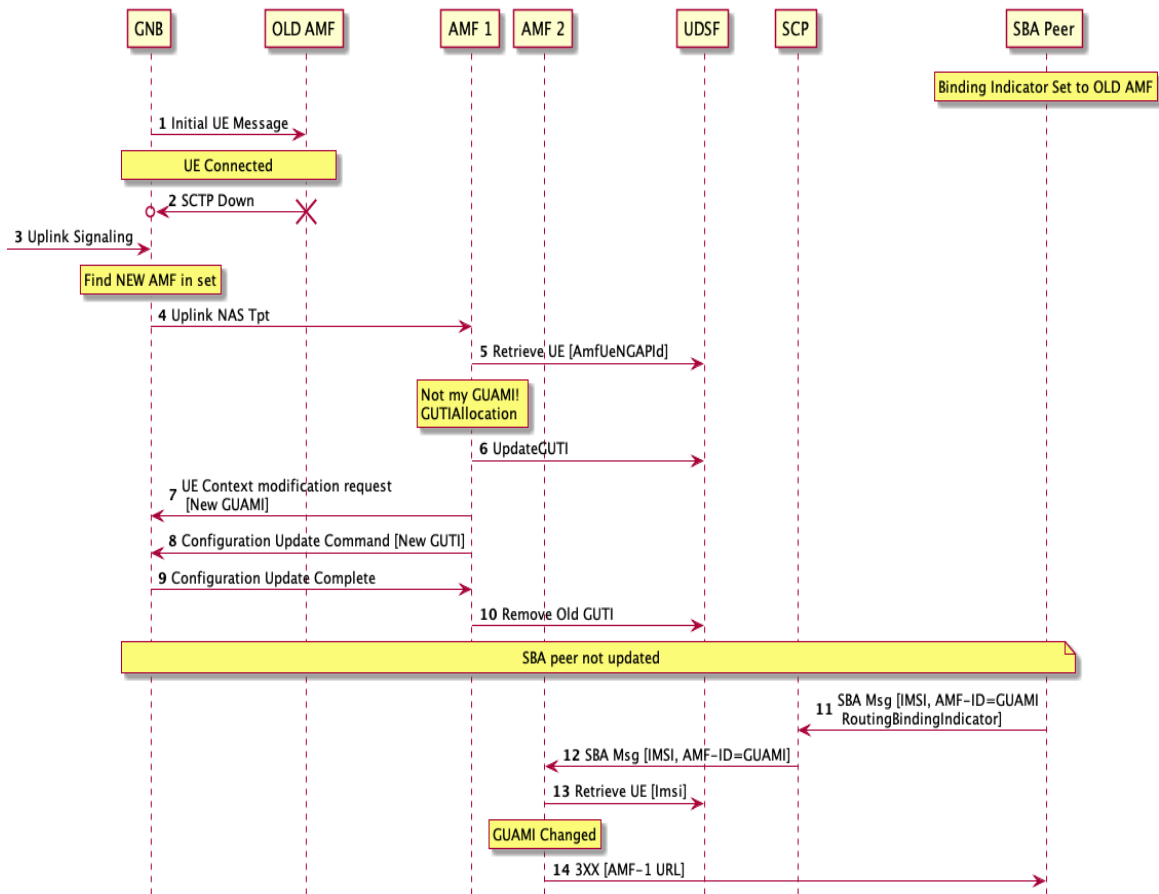 GNB
OLD AMF
AMF 1
AMF 2
UDSF
SCP
SBA Peer
Binding Indicator Set to OLD AMF
1 Initial UE Message
UE Connected
2 SCTP Down
3 Uplink Signaling
Find NEW AMF in set
4 Uplink NAS Tpt
5 Retrieve UE [AmfUeNGAPId]
Not my GUAMI!
GUTIAllocation
6 UpdateGUTI
7 UE Context modification request
[New GUAMI]
8 Configuration Update Command [New GUTI]
9 Configuration Update Complete
10 Remove Old GUTI
SBA peer not updated
11 SBA Msg [IMSI, AMF-ID=GUAMI
RoutingBindingIndicator]
12 SBA Msg [IMSI, AMF-ID=GUAMI]
13 Retrieve UE [Imsi]
GUAMI Changed
14 3XX [AMF-1 URL]